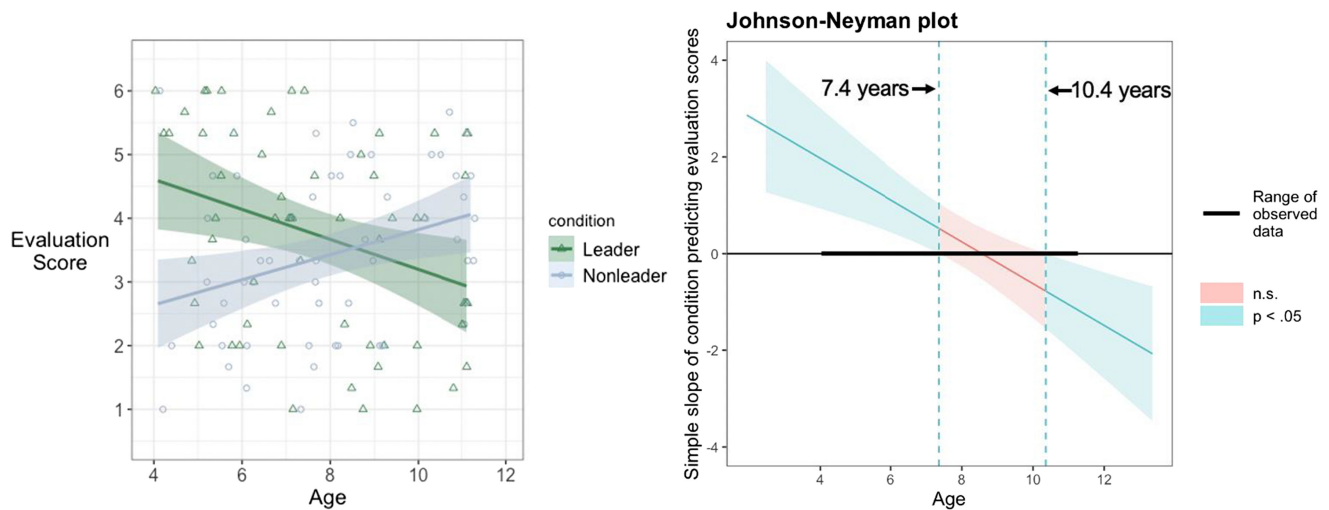 6
5
4
3
2
1
Evaluation
Score
4 6 8 10 12
Age
condition
Leader
Nonleader
Johnson-Neyman plot
Simple slope of condition predicting evaluation scores
4
2
0
-2
-4
7.4 years
10.4 years
4 6 8 10 12
Age
Range of
observed
data
n.s.
p < .05